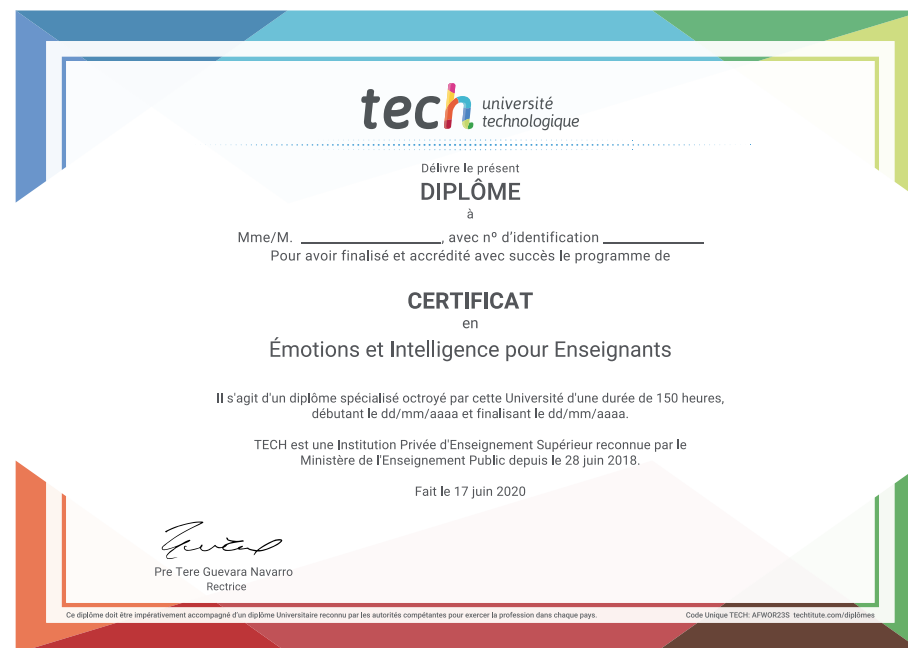 tech université
technologique
Délivre le présent
DIPLÔME
à
Mme/M. ____________________, avec nº d'identification ______________
Pour avoir finalisé et accrédité avec succès le programme de
CERTIFICAT
en
Émotions et Intelligence pour Enseignants
Il s'agit d'un diplôme spécialisé octroyé par cette Université d'une durée de 150 heures,
débutant le dd/mm/aaaa et finalisant le dd/mm/aaaa.
TECH est une Institution Privée d'Enseignement Supérieur reconnue par le
Ministère de l'Enseignement Public depuis le 28 juin 2018.
Fait le 17 juin 2020
Pre Tere Guevara Navarro
Rectrice
Ce diplôme doit être impérativement accompagné d'un diplôme Universitaire reconnu par les autorités compétantes pour exercer la profession dans chaque pays. Code Unique TECH: AFWOR23S techtitute.com/diplômes